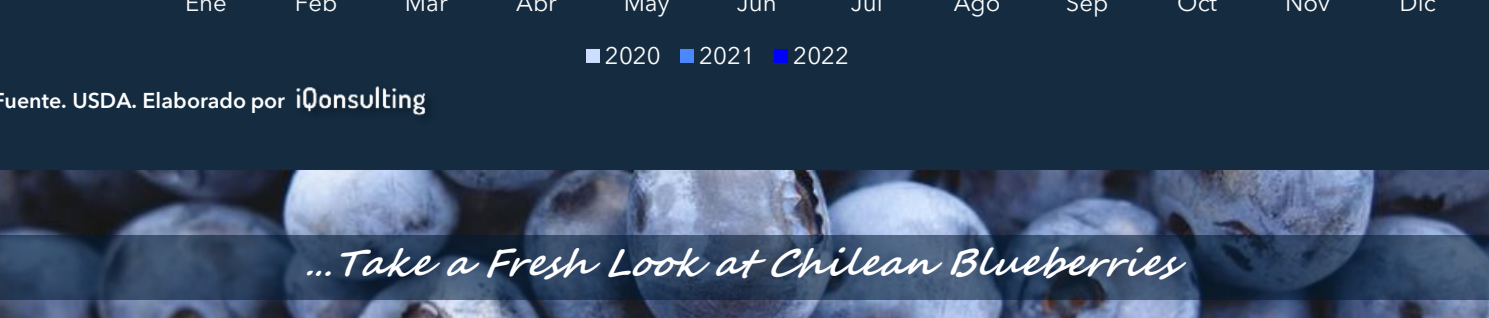 Ene Feb Mar Abr May Jun Jul Ago Sep Oct Nov Dic
2020 2021 2022
Fuente. USDA. Elaborado por iQonsulting
...Take a Fresh Look at Chilean Blueberries